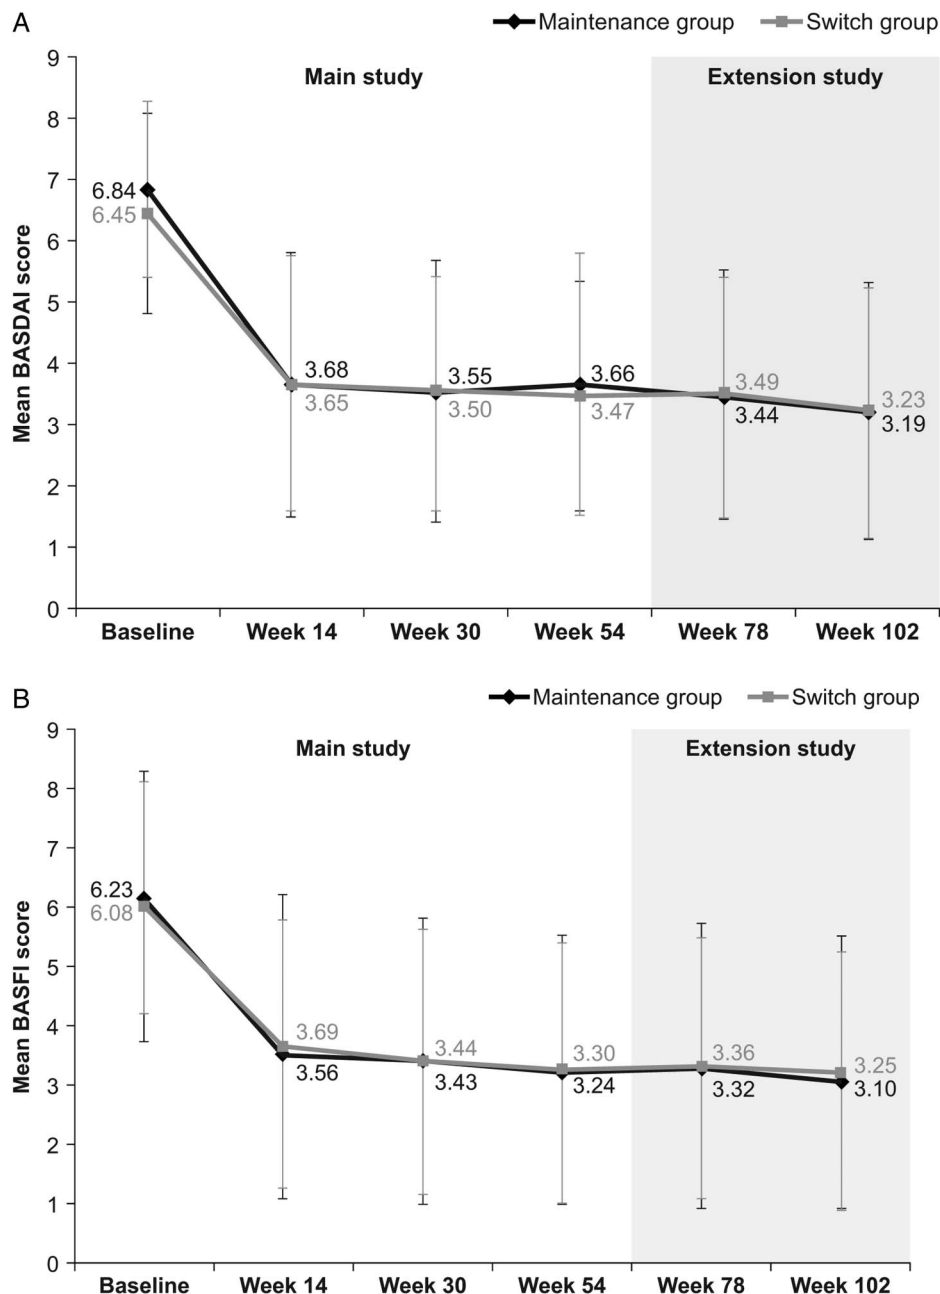 A
Maintenance group Switch group
9
Main study Extension study
8
7
6.84
6.45
6
5
4
3.68 3.55 3.66 3.49 3.23
3.65 3.50 3.47 3.44 3.19
3
2
1
0
Mean BASDAI score
Baseline Week 14 Week 30 Week 54 Week 78 Week 102
B
Maintenance group Switch group
9
Main study Extension study
8
7
6.23
6
6.08
5
4
3.69 3.44 3.30 3.36 3.25
3.56 3.43 3.24 3.32 3.10
3
2
1
0
Mean BASFI score
Baseline Week 14 Week 30 Week 54 Week 78 Week 102